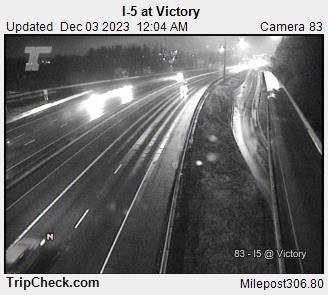 I-5 at Victory
Updated Dec 03 2023 12:04 AM Camera 83
T
N
83 - I5 @ Victory
TripCheck.com Milepost306.80